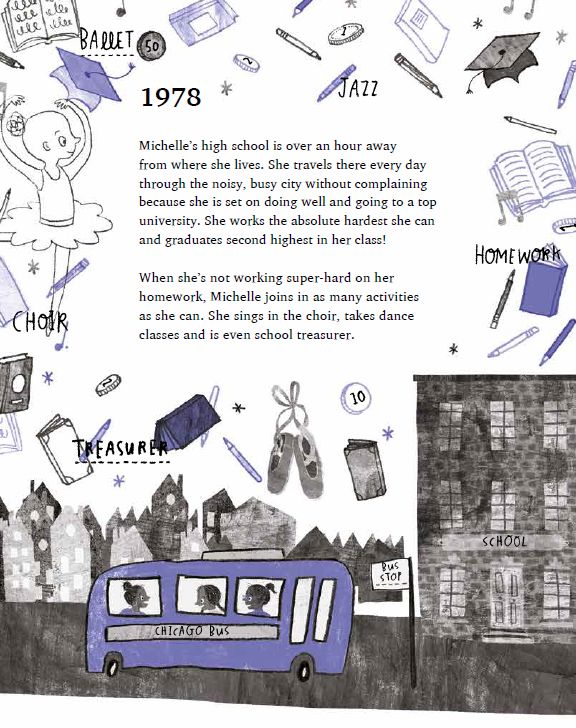 BALLET
50
1
2
JAZZ
1978
Michelle’s high school is over an hour away
from where she lives. She travels there every day
through the noisy, busy city without complaining
because she is set on doing well and going to a top
university. She works the absolute hardest she can
and graduates second highest in her class!
1
HOMEWORK
When she’s not working super-hard on her
homework, Michelle joins in as many activities
as she can. She sings in the choir, takes dance
classes and is even school treasurer.
CHOIR
2
10
TREASURER
SCHOOL
BUS
STOP
CHICAGO BUS